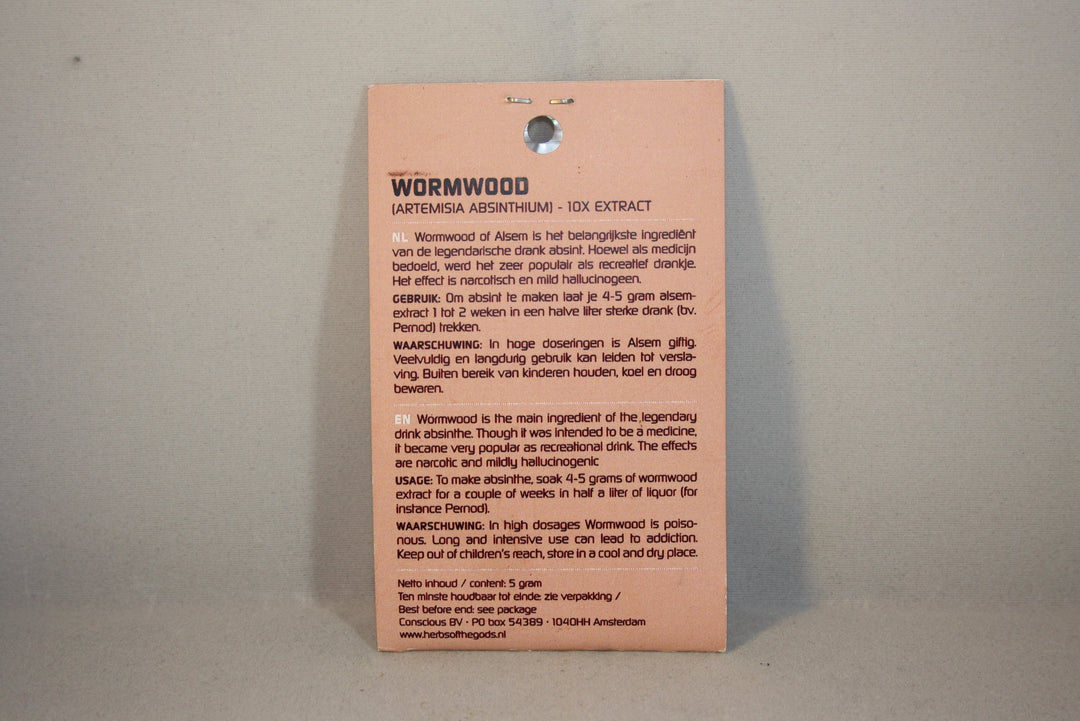 WORMWOOD
(ARTEMISIA ABSINTHIUM) - 10X EXTRACT
NL Wormwood of Alsem is het belangrijkste ingrediënt
van de legendarische drank absint. Hoewel als medicijn
bedoeld, werd het zeer populair als recreatief drankje.
Het effect is narcotisch en mild hallucinogeen.
GEBRUIK: Om absint te maken laat je 4-5 gram alsem-
extract 1 tot 2 weken in een halve liter sterke drank (bv.
Pernod) trekken.
WAARSCHUWING: In hoge doseringen is Alsem giftig.
Veelvuldig en langdurig gebruik kan leiden tot versla-
ving. Buiten bereik van kinderen houden, koel en droog
bewaren.
EN Wormwood is the main ingredient of the legendary
drink absinthe. Though it was intended to be a medicine,
it became very popular as recreational drink. The effects
are narcotic and mildly hallucinogenic
USAGE: To make absinthe, soak 4-5 grams of wormwood
extract for a couple of weeks in half a liter of liquor (for
instance Pernod).
WAARSCHUWING: In high dosages Wormwood is poiso-
nous. Long and intensive use can lead to addiction.
Keep out of children's reach, store in a cool and dry place.
Netto inhoud / content: 5 gram
Ten minste houdbaar tot einde: zie verpakking /
Best before end: see package
Conscious BV · PO box 54389 · 1040HH Amsterdam
www.herbsofthegods.nl